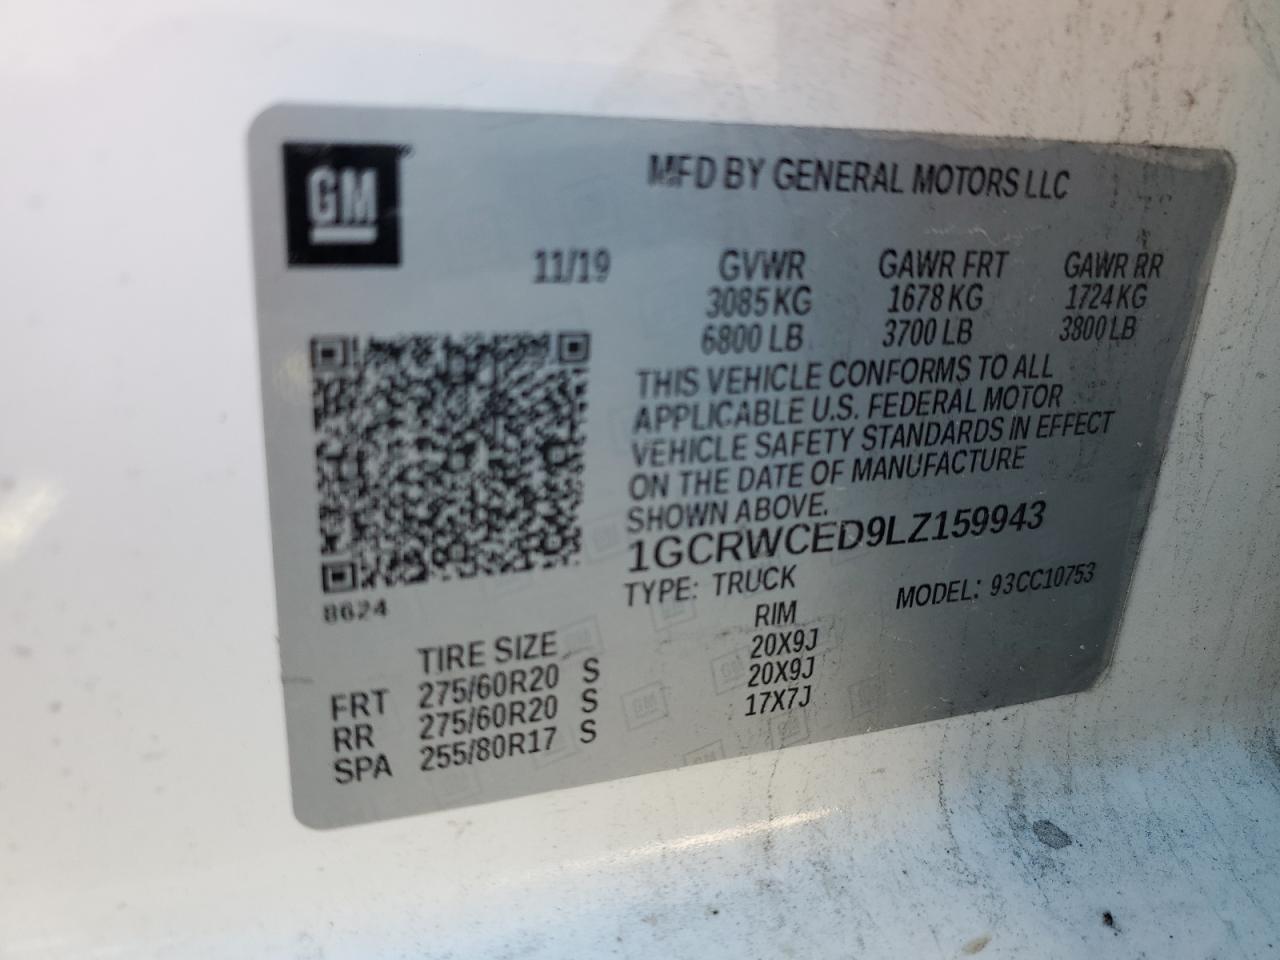 GM
MFD BY GENERAL MOTORS LLC
11/19 GVWR GAWR FRT GAWR RR
3085 KG 1678 KG 1724 KG
6800 LB 3700 LB 3800 LB
THIS VEHICLE CONFORMS TO ALL
APPLICABLE U.S. FEDERAL MOTOR
VEHICLE SAFETY STANDARDS IN EFFECT
ON THE DATE OF MANUFACTURE
SHOWN ABOVE.
1GCRWCED9LZ159943
TYPE: TRUCK MODEL: 93CC10753
8624
TIRE SIZE RIM
FRT 275/60R20 S 20X9J
RR 275/60R20 S 20X9J
SPA 255/80R17 S 17X7J